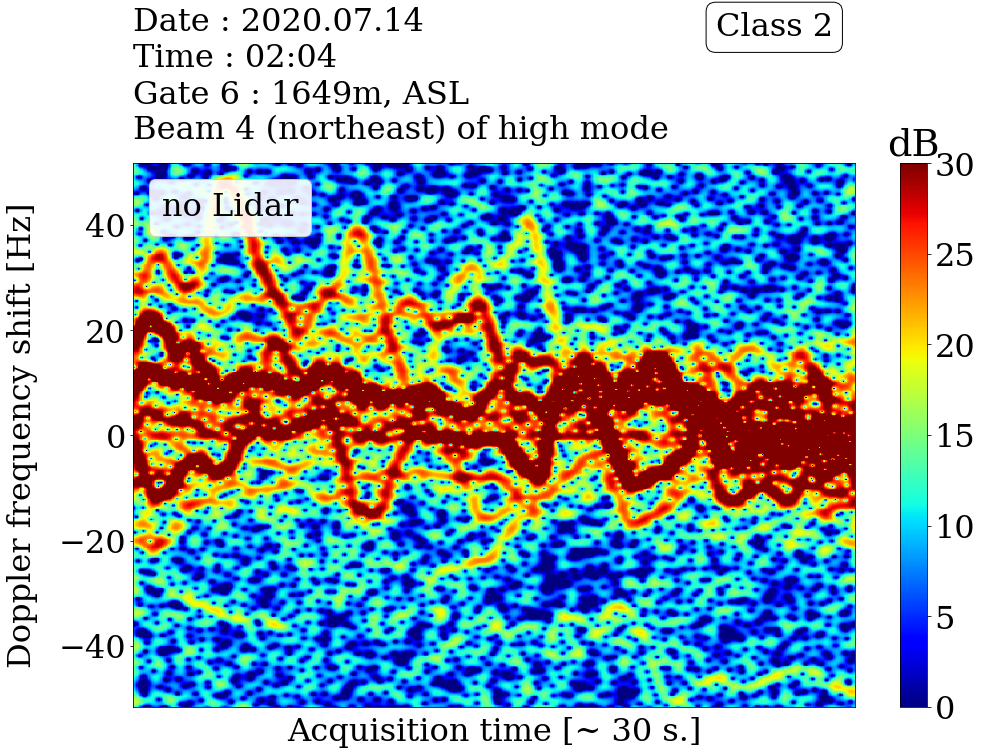 Date : 2020.07.14
Time : 02:04
Gate 6 : 1649m, ASL
Beam 4 (northeast) of high mode
Class 2
dB
no Lidar
Doppler frequency shift [Hz]
40
20
0
−20
−40
30
25
20
15
10
5
0
Acquisition time [~ 30 s.]